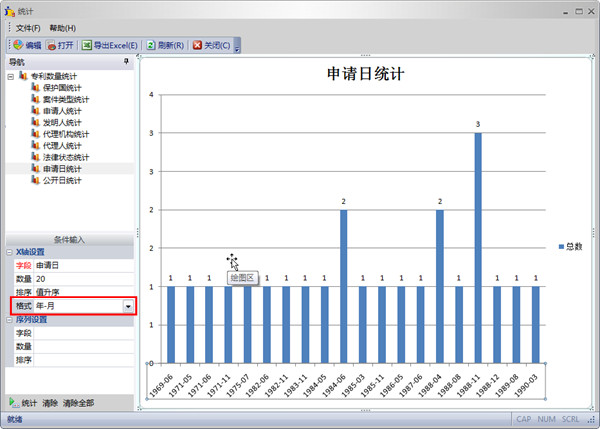 统计
文件(F) 帮助(H)
编辑 打开 导出Excel(E) 刷新(R) 关闭(C)
导航
专利数量统计
保护国统计
案件类型统计
申请人统计
发明人统计
代理机构统计
代理人统计
法律状态统计
申请日统计
公开日统计
条件输入
X轴设置
字段 申请日
数量 20
排序 值升序
格式 年-月
序列设置
字段
数量
排序
统计 清除 清除全部
申请日统计
4
3
3
2
2
1
1
0
1 1 1 1 1 1 1 1 2 1 1 1 1 2 1 3 1 1 1
绘图区
1969-06 1971-05 1971-06 1971-11 1975-07 1982-06 1982-11 1983-11 1984-05 1984-06 1985-03 1985-11 1986-05 1987-06 1988-04 1988-08 1988-11 1988-12 1989-08 1990-03
总数
就绪 CAP NUM SCRL